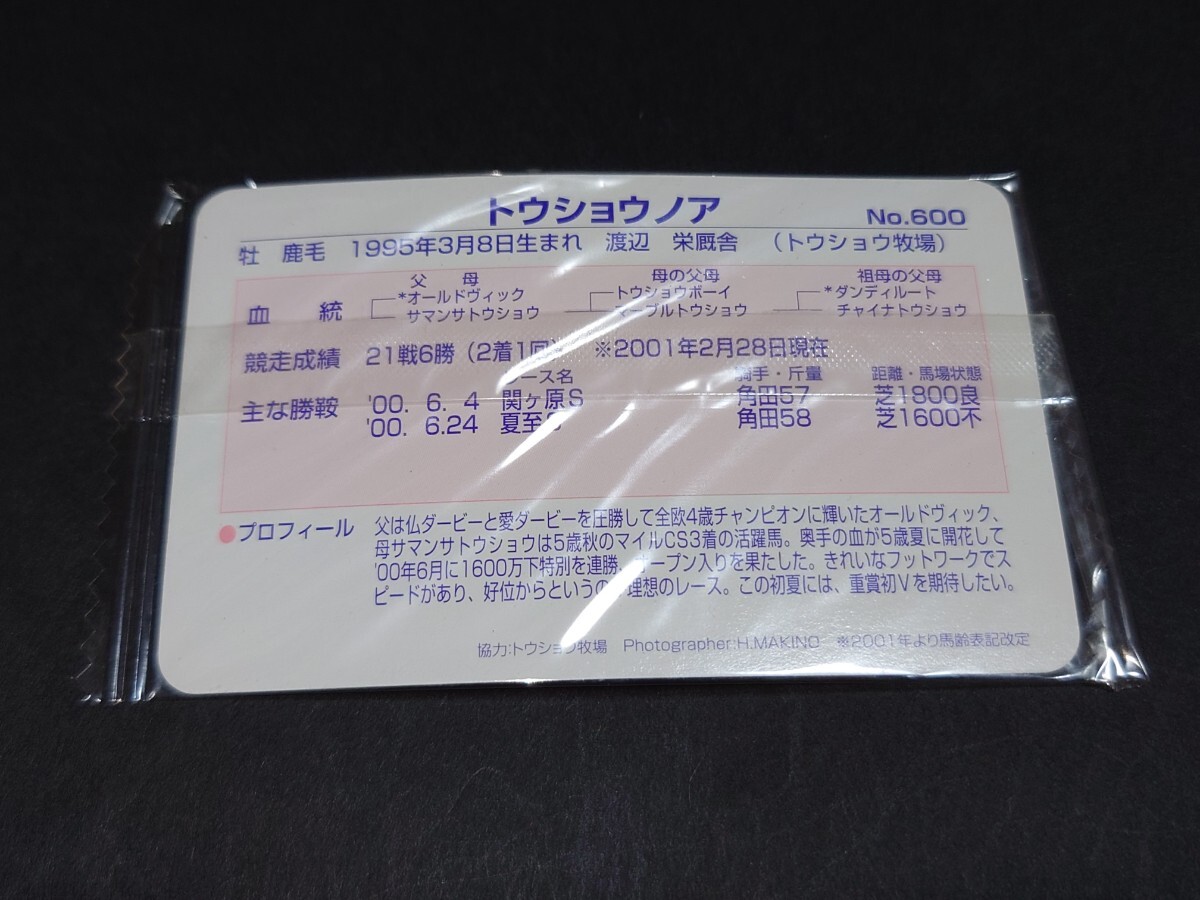 トウショウノア No.600
牡 鹿毛 1995年3月8日生まれ 渡辺 栄厩舎 (トウショウ牧場)
父 母 母の父母 祖母の父母
血 統 *オールドヴィック トウショウボーイ *ダンディルート
サマンサトウショウ マーブルトウショウ チャイナトウショウ
競走成績 21戦6勝(2着1回) ※2001年2月28日現在
レース名 騎手・斤量 距離・馬場状態
主な勝鞍 '00. 6. 4 関ヶ原S 角田57 芝1800良
'00. 6.24 夏至S 角田58 芝1600不
●プロフィール 父は仏ダービーと愛ダービーを圧勝して全欧4歳チャンピオンに輝いたオールドヴィック、
母サマンサトウショウは5歳秋のマイルCS3着の活躍馬。奥手の血が5歳夏に開花して
'00年6月に1600万下特別を連勝、オープン入りを果たした。きれいなフットワークでス
ピードがあり、好位からというのが理想のレース。この初夏には、重賞初Vを期待したい。
協力:トウショウ牧場 Photographer:H.MAKINO ※2001年より馬齢表記改定